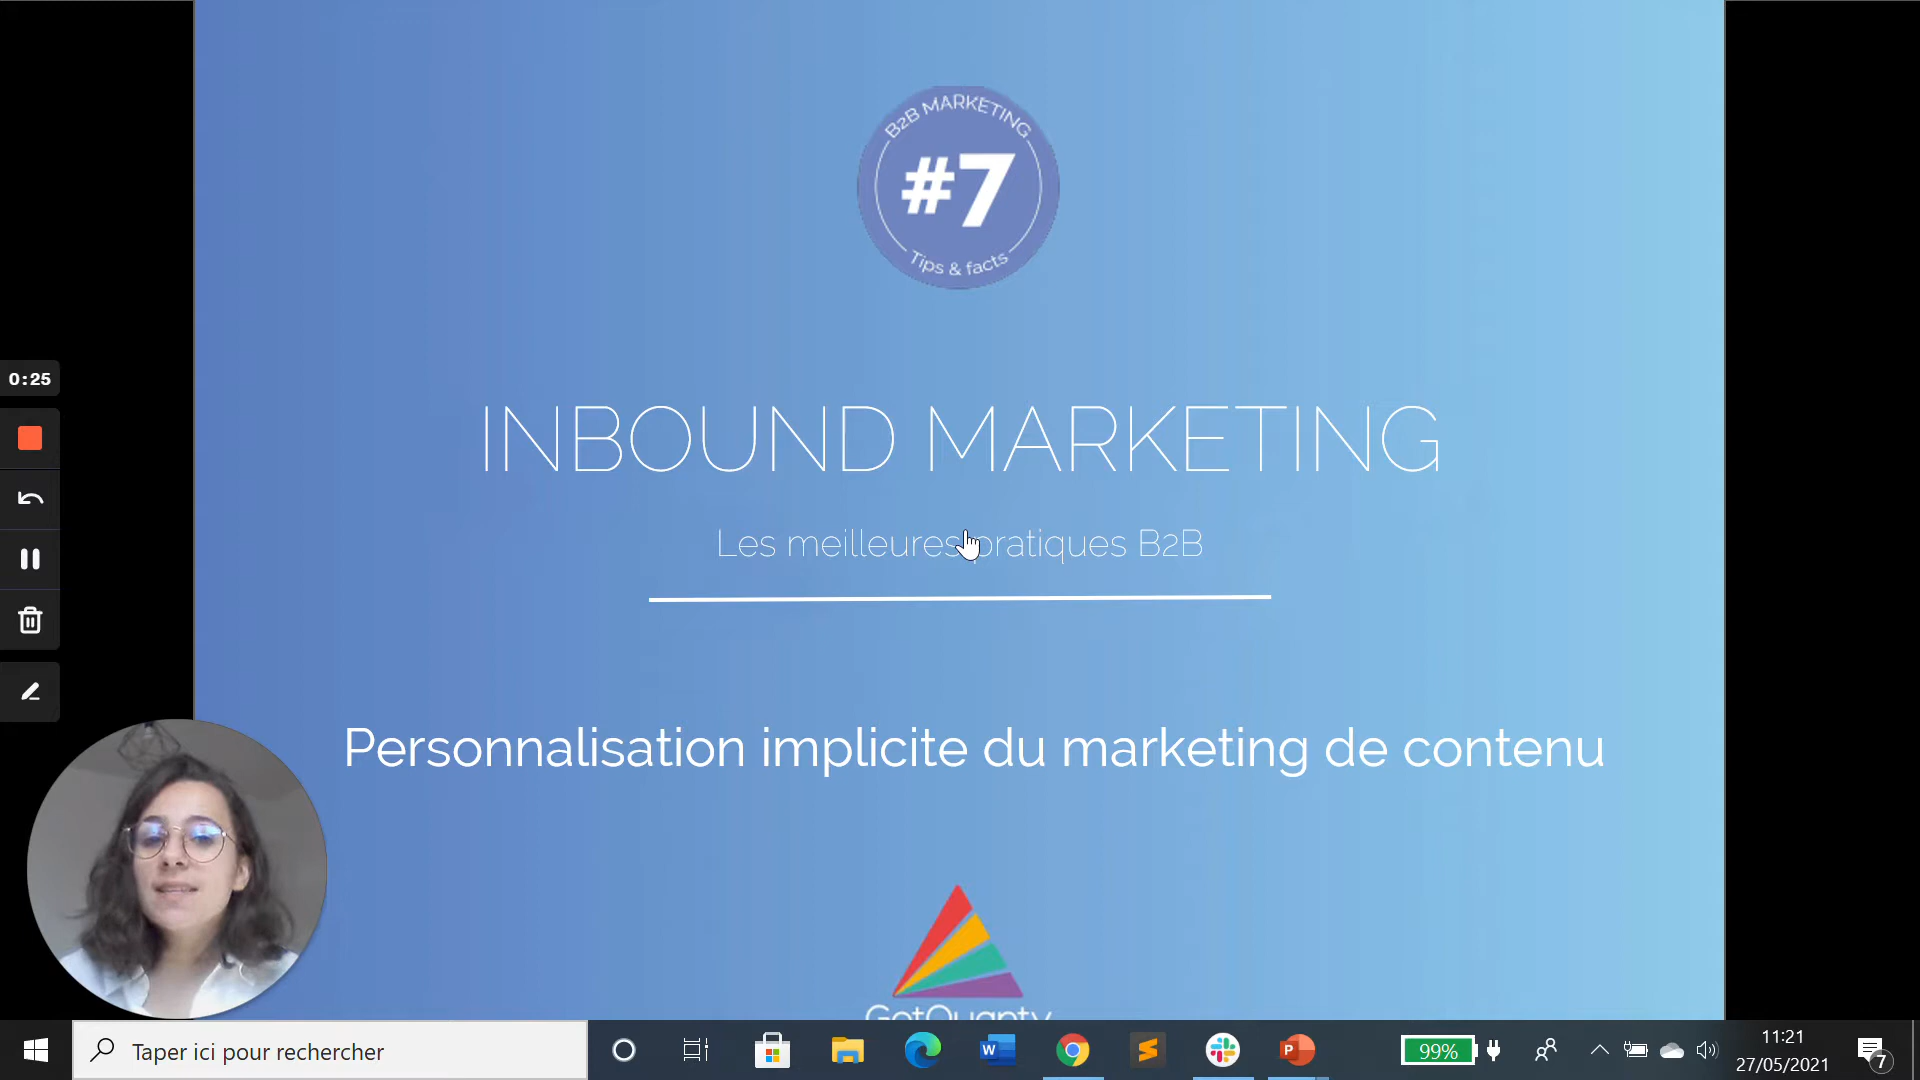 B2B MARKETING
#7
Tips & facts
0:25
INBOUND MARKETING
Les meilleures pratiques B2B
Personnalisation implicite du marketing de contenu
GetQuanty
Taper ici pour rechercher
99%
11:21
27/05/2021
7